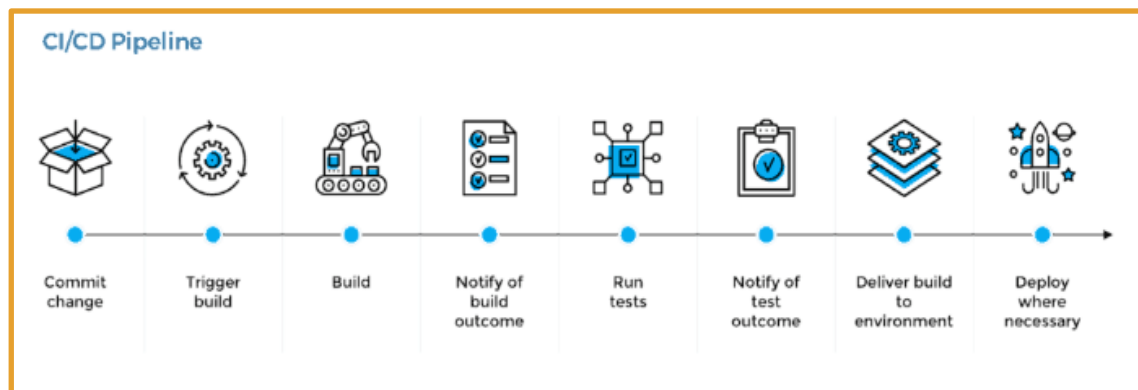 CI/CD Pipeline
Commit
change
Trigger
build
Build
Notify of
build
outcome
Run
tests
Notify of
test
outcome
Deliver build
to
environment
Deploy
where
necessary